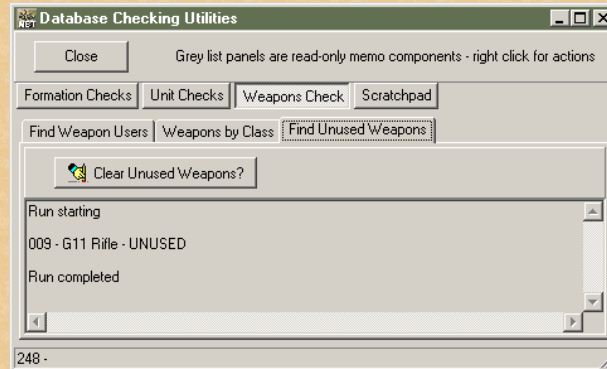 Database Checking Utilities
Close
Grey list panels are read-only memo components - right click for actions
Formation Checks
Unit Checks
Weapons Check
Scratchpad
Find Weapon Users
Weapons by Class
Find Unused Weapons
Clear Unused Weapons?
Run starting
009 - G11 Rifle - UNUSED
Run completed
248 -